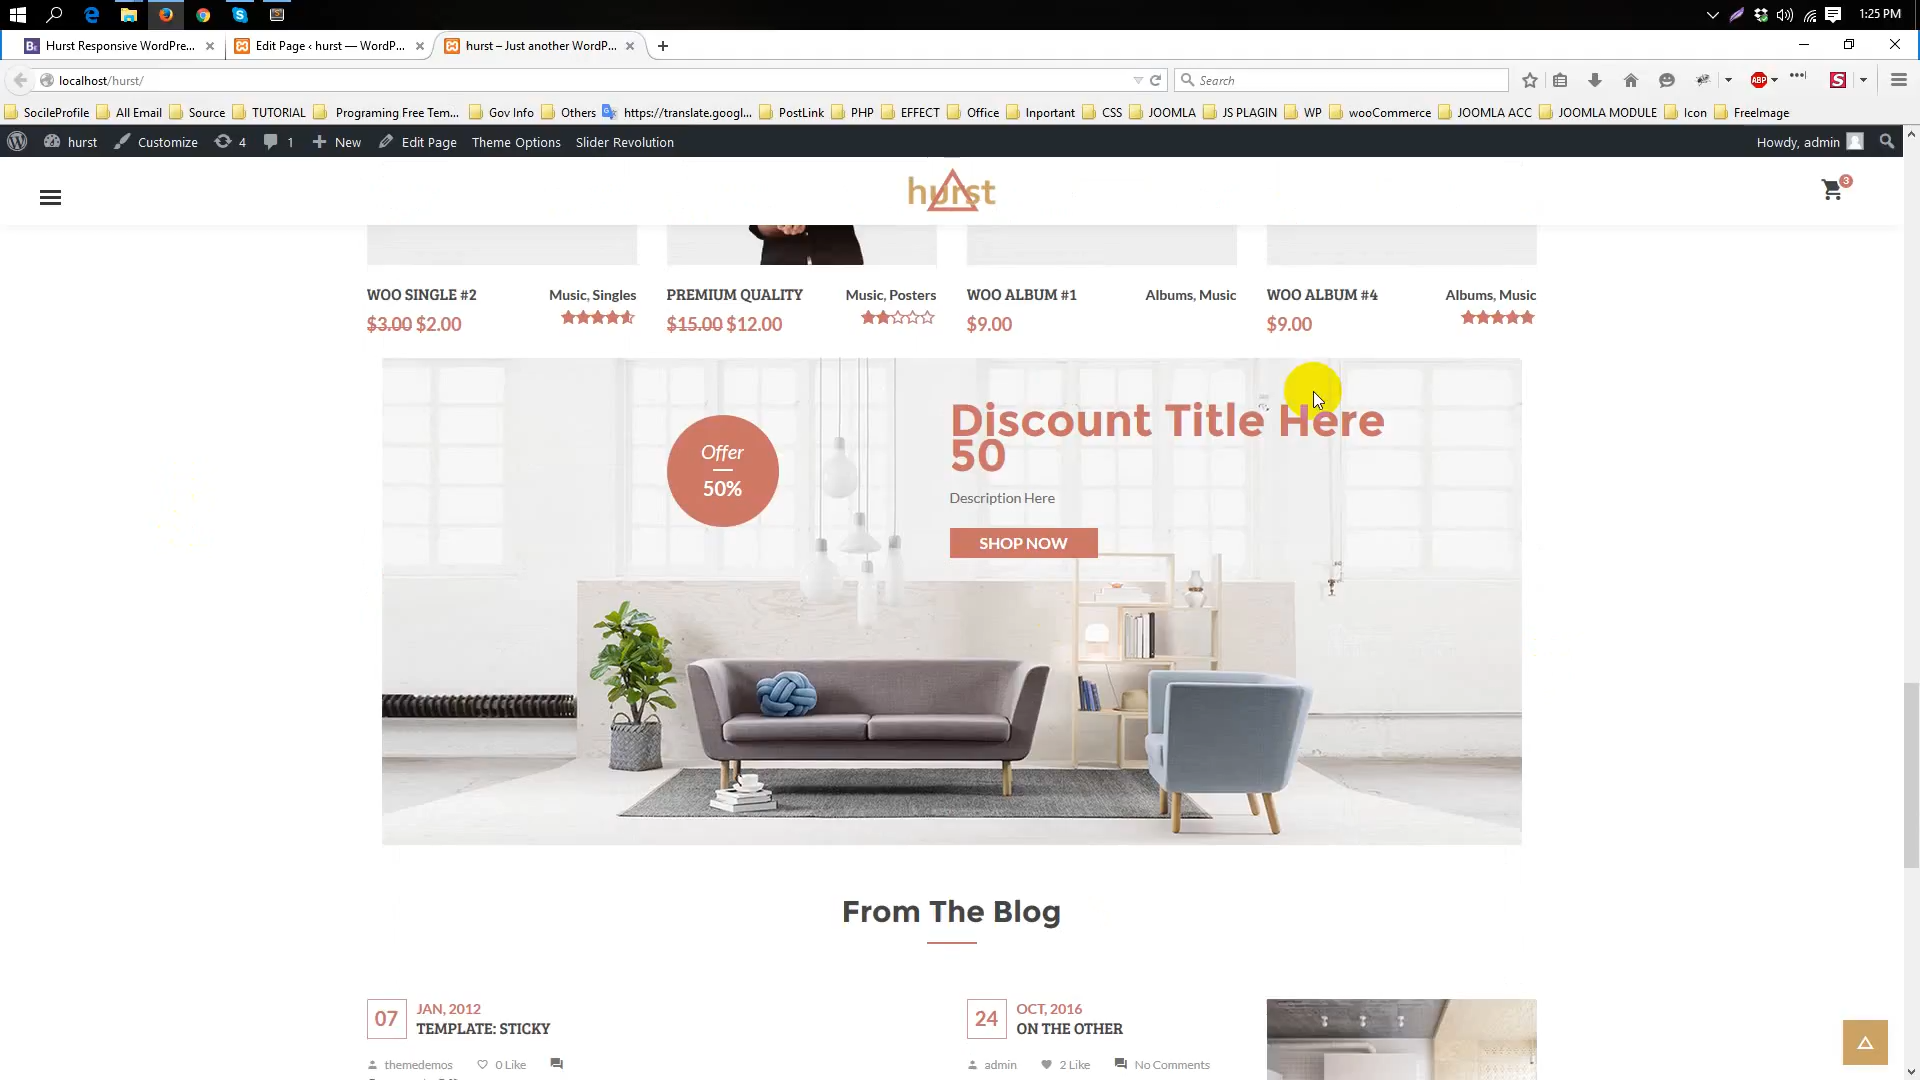 1:25 PM
Hurst Responsive WordPre...
Edit Page ‹ hurst — WordP...
hurst – Just another WordP...
localhost/hurst/
Search
SocileProfile All Email Source TUTORIAL Programing Free Tem... Gov Info Others https://translate.googl... PostLink PHP EFFECT Office Inportant CSS JOOMLA JS PLAGIN WP wooCommerce JOOMLA ACC JOOMLA MODULE Icon FreeImage
hurst Customize 4 1 New Edit Page Theme Options Slider Revolution Howdy, admin
hurst
3
WOO SINGLE #2 Music, Singles
$3.00 $2.00
PREMIUM QUALITY Music, Posters
$15.00 $12.00
WOO ALBUM #1 Albums, Music
$9.00
WOO ALBUM #4 Albums, Music
$9.00
Offer
50%
Discount Title Here
50
Description Here
SHOP NOW
From The Blog
07 JAN, 2012
TEMPLATE: STICKY
themedemos 0 Like
24 OCT, 2016
ON THE OTHER
admin 2 Like No Comments